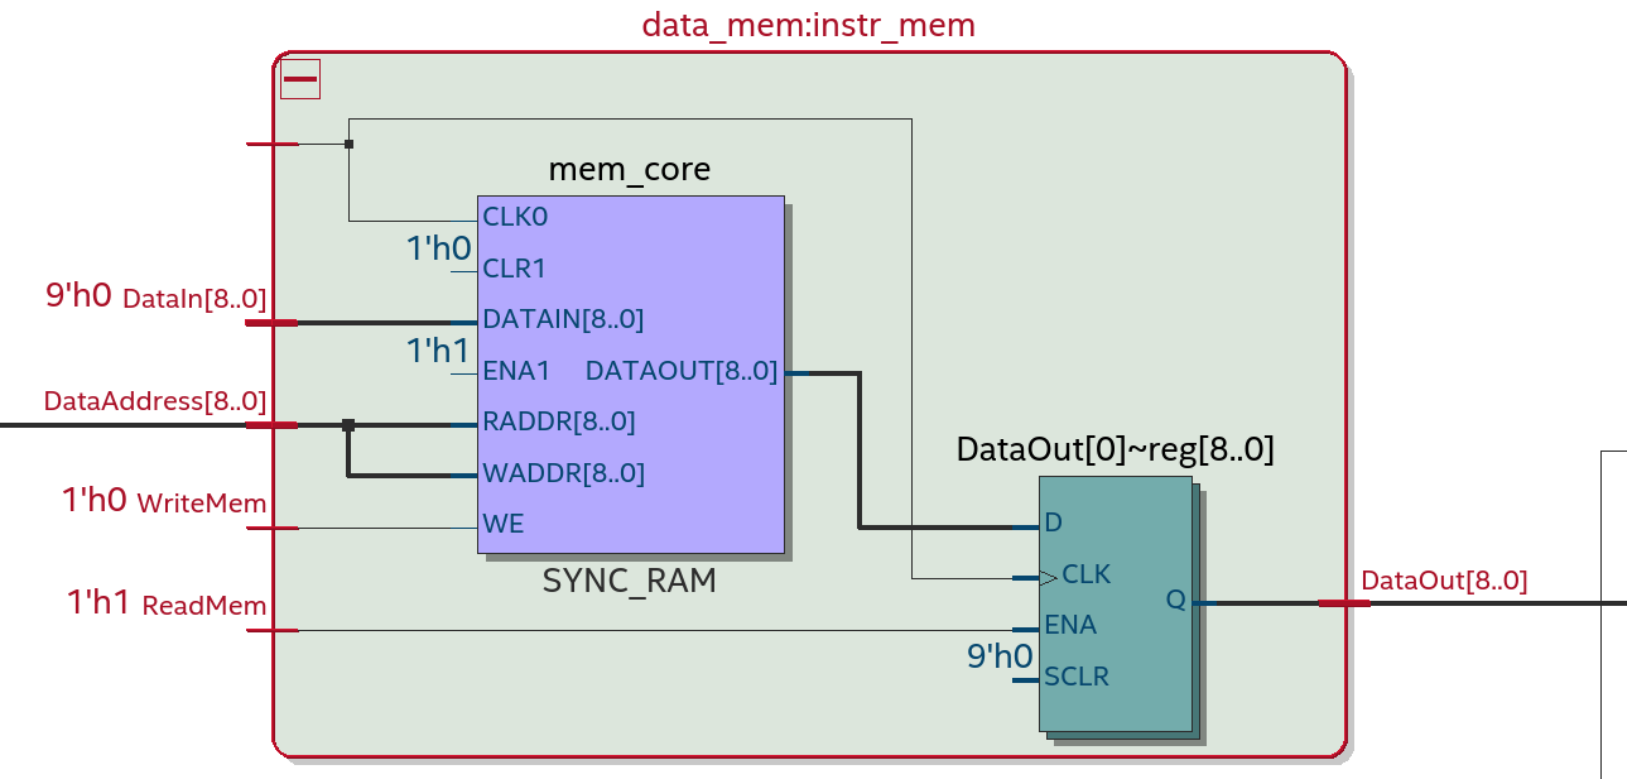 data_mem:instr_mem
mem_core
CLK0
1'h0
CLR1
9'h0 DataIn[8..0]
DATAIN[8..0]
1'h1
ENA1 DATAOUT[8..0]
DataAddress[8..0]
RADDR[8..0]
WADDR[8..0]
1'h0 WriteMem
WE
SYNC_RAM
1'h1 ReadMem
DataOut[0]~reg[8..0]
D
CLK
Q
ENA
9'h0
SCLR
DataOut[8..0]